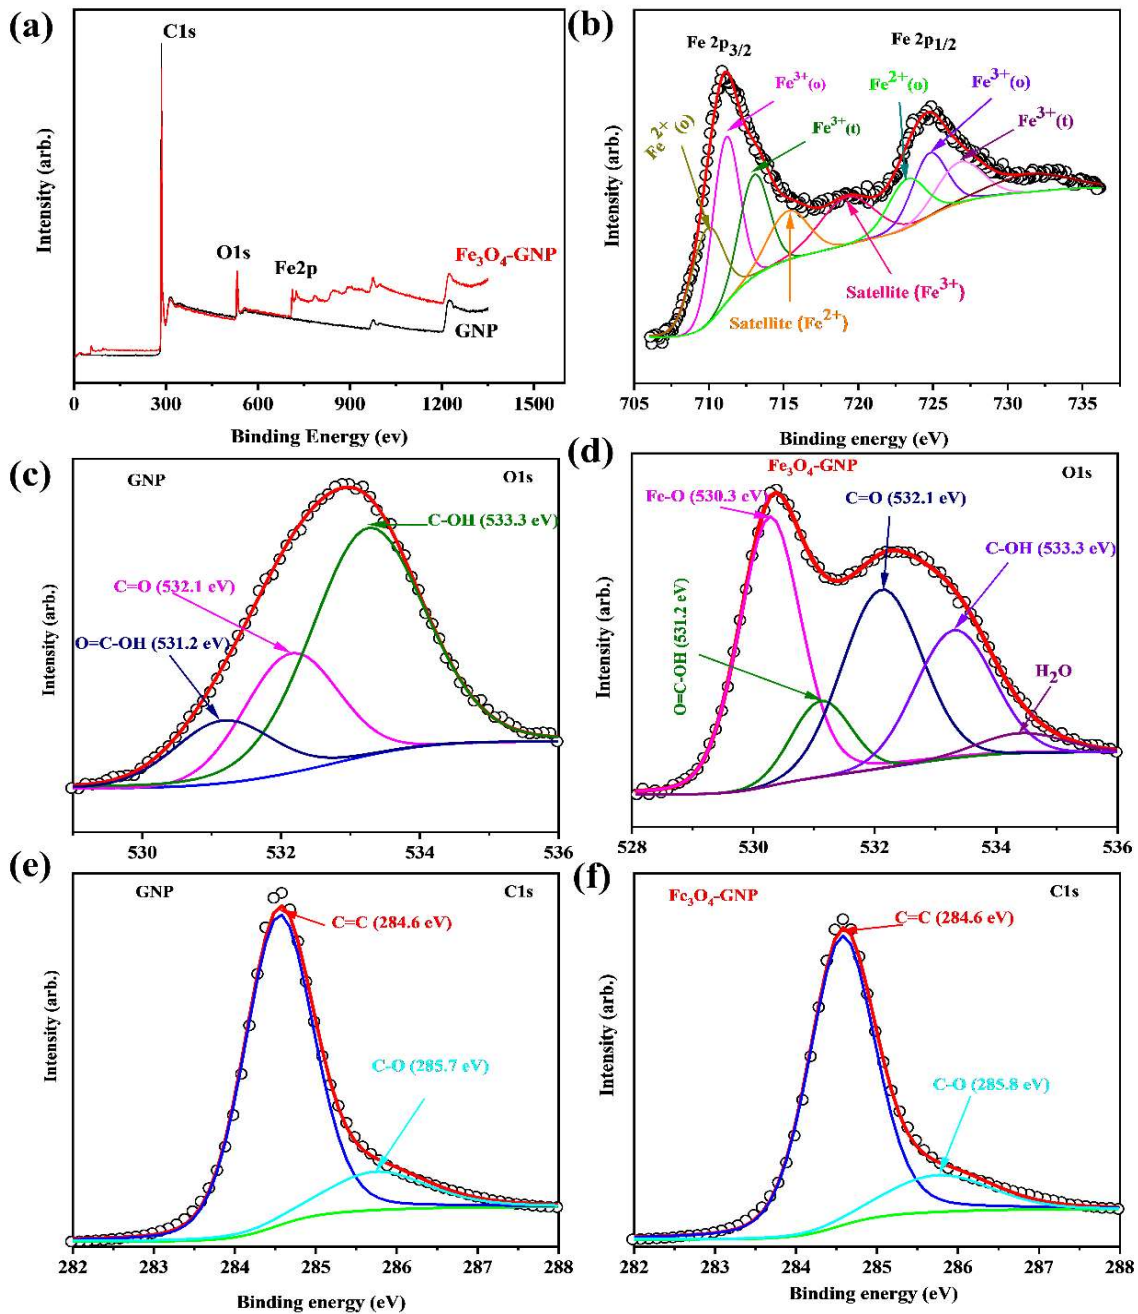 (a)
C1s
O1s
Fe2p
Fe3O4-GNP
GNP
Intensity (arb.)
0 300 600 900 1200 1500
Binding Energy (ev)
(b)
Fe 2p3/2
Fe 2p1/2
Fe2+(o)
Fe3+(o)
Fe3+(t)
Fe2+(o)
Fe3+(o)
Fe3+(t)
Satellite (Fe3+)
Satellite (Fe2+)
Intensity (arb.)
705 710 715 720 725 730 735
Binding energy (eV)
(c)
GNP
O1s
C-OH (533.3 eV)
C=O (532.1 eV)
O=C-OH (531.2 eV)
Intensity (arb.)
530 532 534 536
(d)
Fe3O4-GNP
O1s
Fe-O (530.3 eV)
C=O (532.1 eV)
C-OH (533.3 eV)
O=C-OH (531.2 eV)
H2O
Intensity (arb.)
528 530 532 534 536
(e)
GNP
C1s
C=C (284.6 eV)
C-O (285.7 eV)
Intensity (arb.)
282 283 284 285 286 287 288
Binding energy (eV)
(f)
Fe3O4-GNP
C1s
C=C (284.6 eV)
C-O (285.8 eV)
Intensity (arb.)
282 283 284 285 286 287 288
Binding energy (eV)